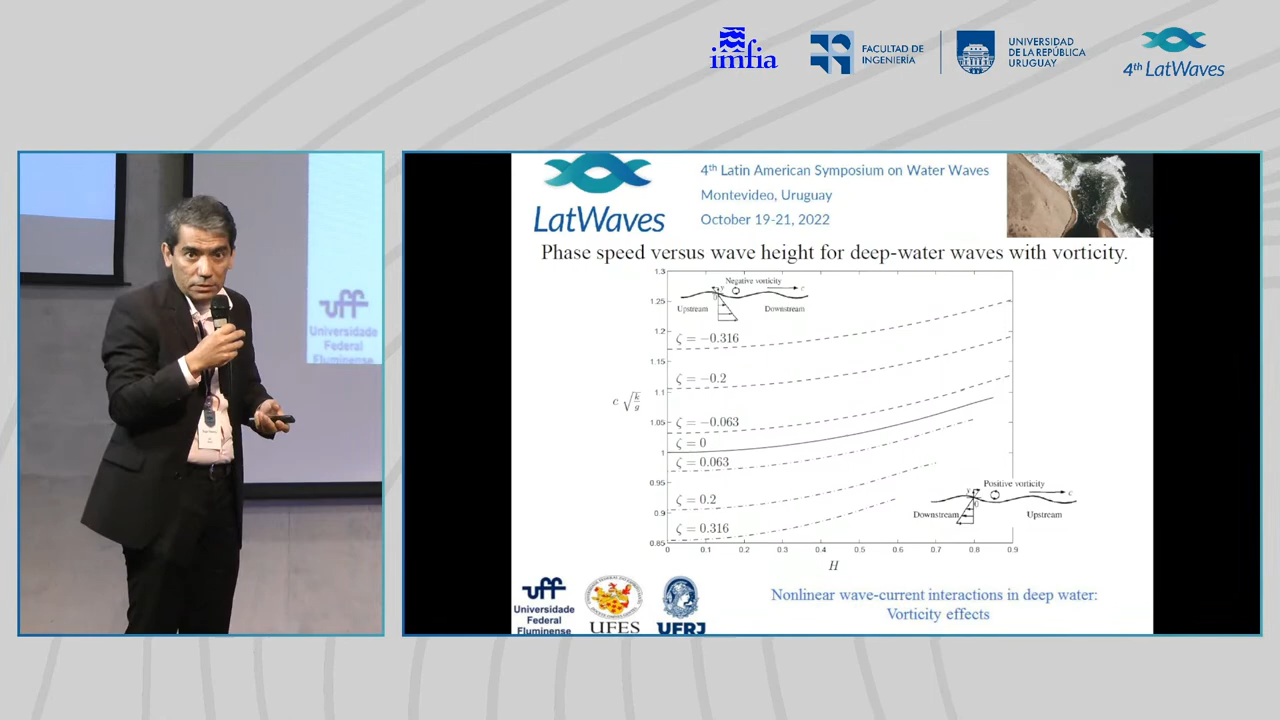 imfia
FACULTAD DE
INGENIERÍA
UNIVERSIDAD
DE LA REPÚBLICA
URUGUAY
4th LatWaves
uff
Universidade
Federal
Fluminense
LatWaves
4th Latin American Symposium on Water Waves
Montevideo, Uruguay
October 19-21, 2022
Phase speed versus wave height for deep-water waves with vorticity.
1.3
1.25
1.2
1.15
1.1
1.05
1
0.95
0.9
0.85
c √k/g
Negative vorticity
y
c
0
Upstream
Downstream
ζ = −0.316
ζ = −0.2
ζ = −0.063
ζ = 0
ζ = 0.063
ζ = 0.2
ζ = 0.316
Positive vorticity
y
c
0
Downstream
Upstream
0 0.1 0.2 0.3 0.4 0.5 0.6 0.7 0.8 0.9
H
uff
Universidade
Federal
Fluminense
UFES
UFRJ
Nonlinear wave-current interactions in deep water:
Vorticity effects